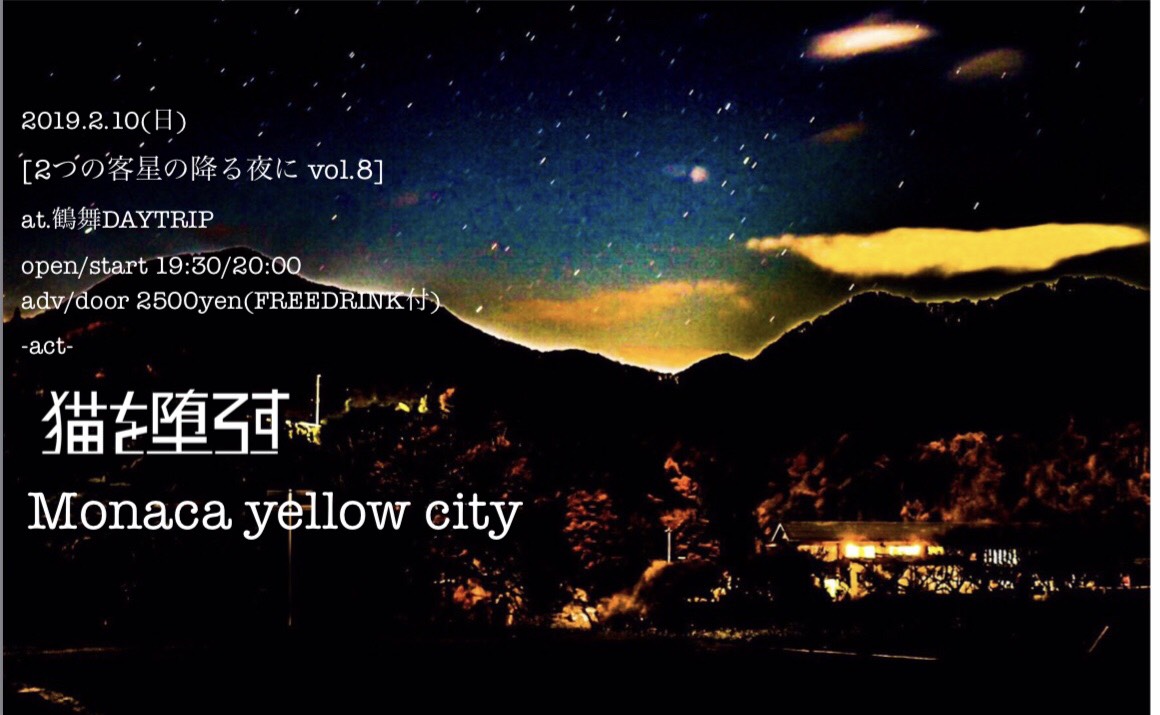 2019.2.10(日)
[2づの客星の降る夜に vol.8]
at.鶴舞DAYTRIP
open/start 19:30/20:00
adv/door 2500yen(FREEDRINK付)
-act-
猫を堕ろす
Monaca yellow city